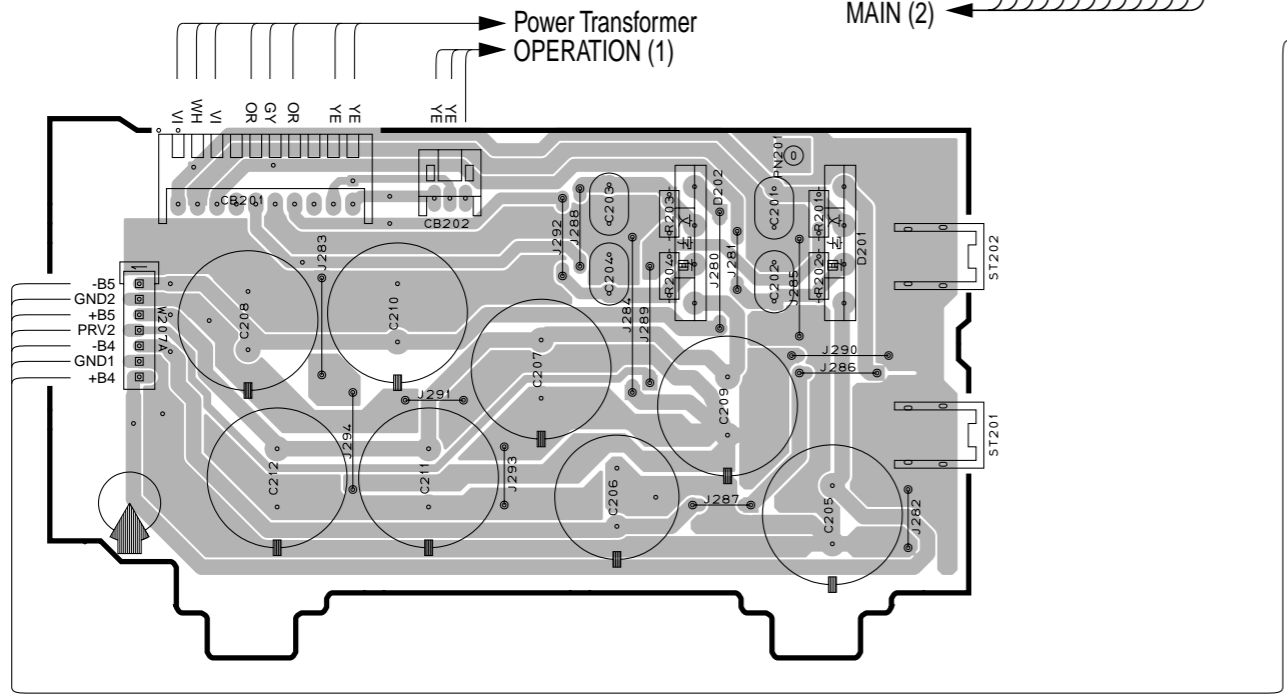 MAIN (2)
Power Transformer
OPERATION (1)
VI
WH
VI
OR
GY
OR
YE
YE
YE
YE
PN201
CB201
CB202
D202
R203
R204
C203
C204
C201
C202
R201
R202
D201
J292
J288
J280
J281
J285
J283
J284
J289
ST202
1
W207A
-B5
GND2
+B5
PRV2
-B4
GND1
+B4
C208
C210
C207
C209
J290
J286
J291
J294
C212
C211
J293
C206
J287
C205
J282
ST201